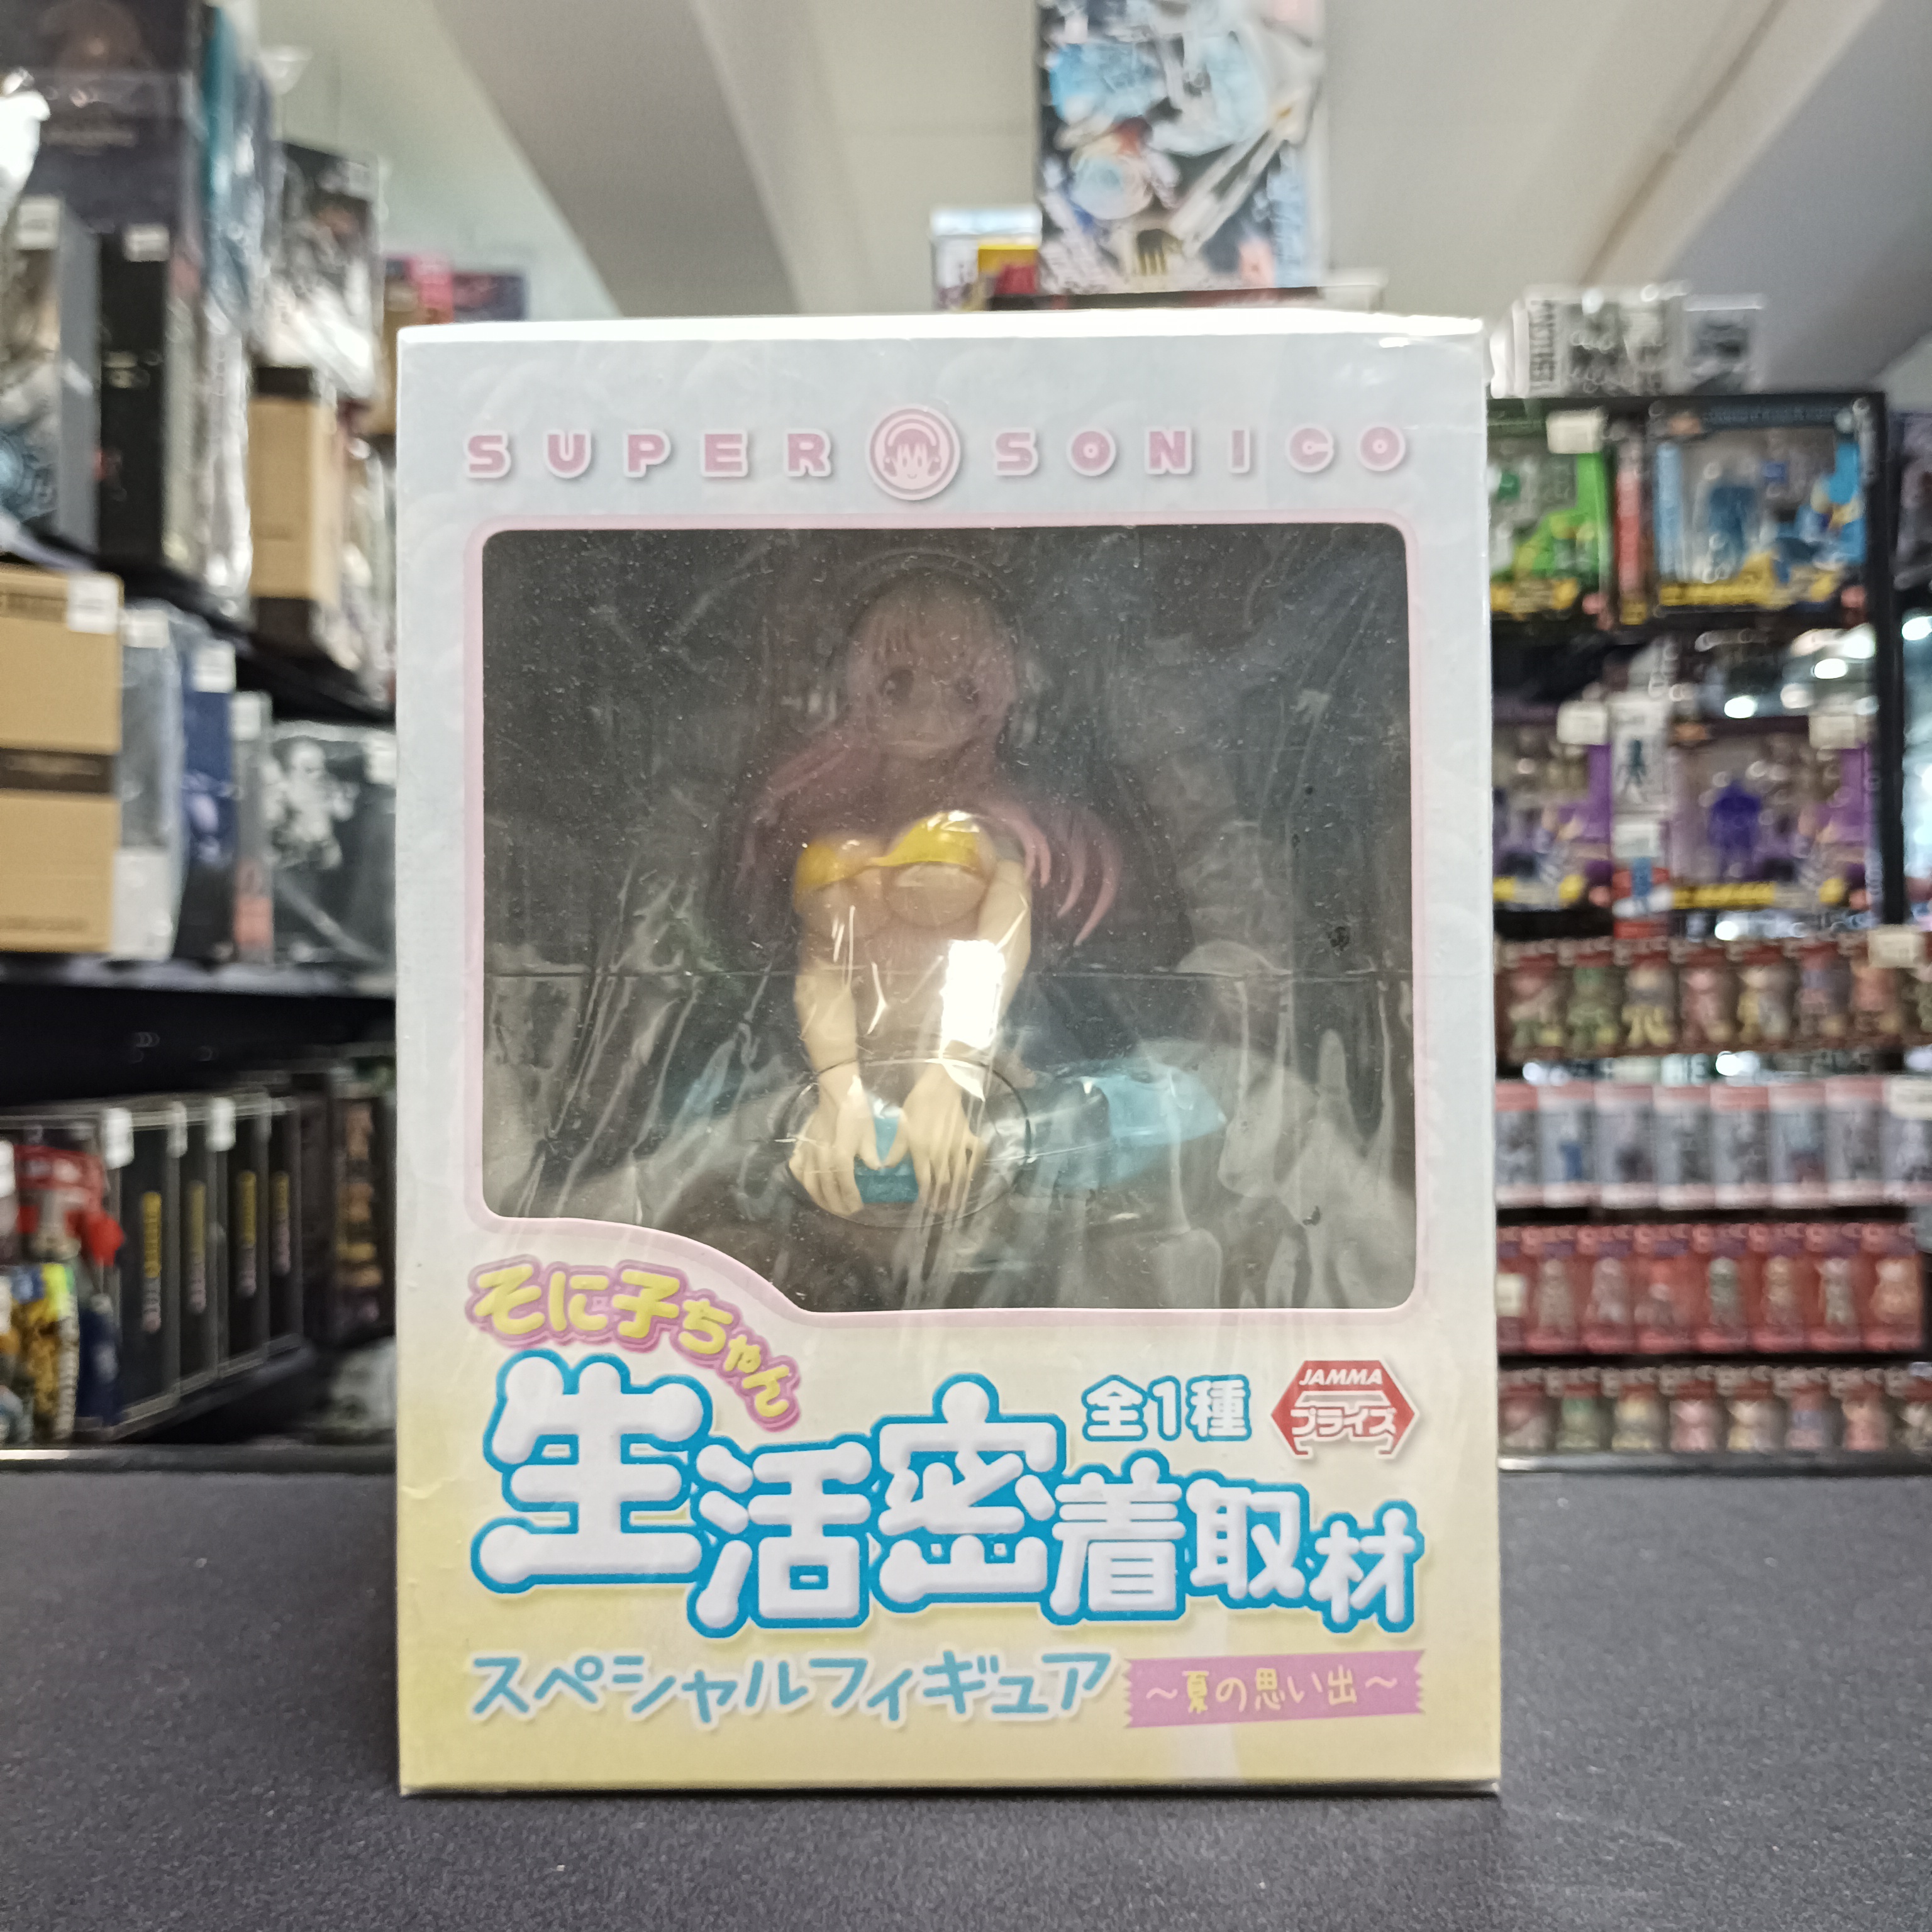 SUPER SONICO
そに子ちゃん
全1種
JAMMA
プライズ
生活密着取材
スペシャルフィギュア
～夏の思い出～